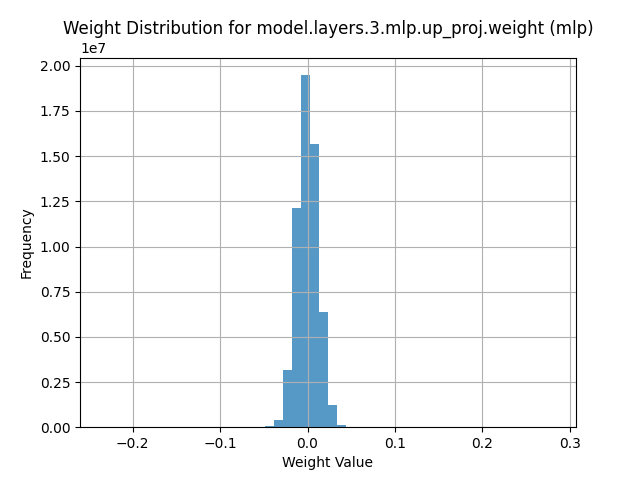 Weight Distribution for model.layers.3.mlp.up_proj.weight (mlp)
1e7
2.00
1.75
1.50
1.25
1.00
0.75
0.50
0.25
0.00
Frequency
−0.2 −0.1 0.0 0.1 0.2 0.3
Weight Value